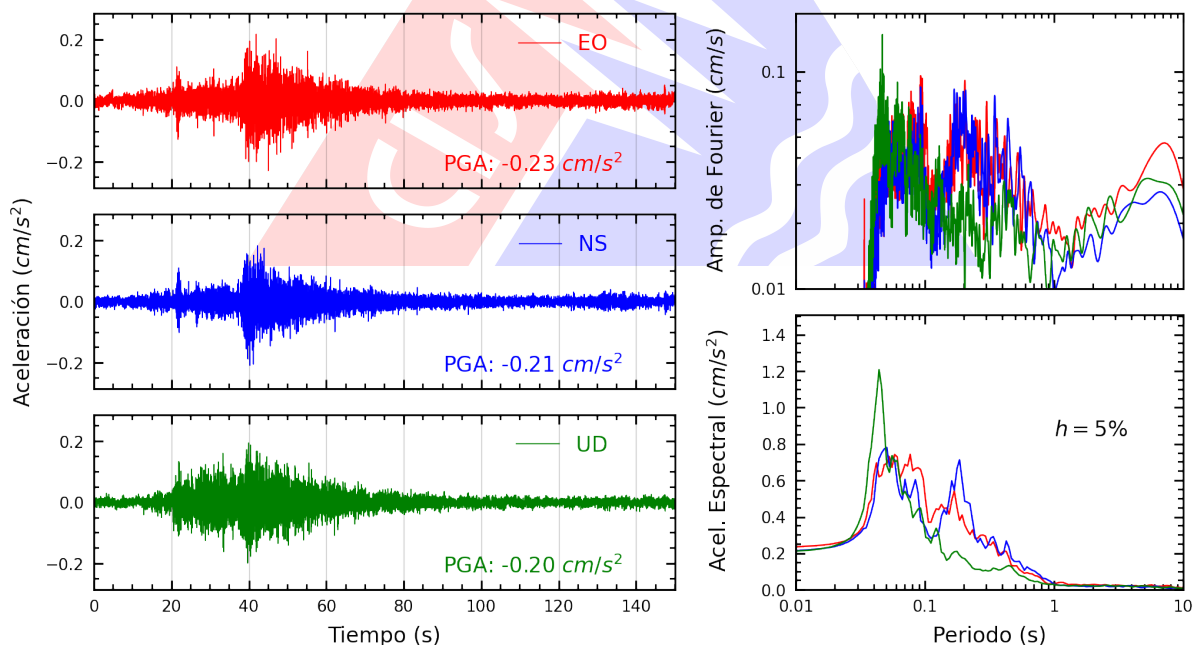 Aceleración (cm/s²)
0.2
0.0
−0.2
EO
PGA: -0.23 cm/s²
0.2
0.0
−0.2
NS
PGA: -0.21 cm/s²
0.2
0.0
−0.2
UD
PGA: -0.20 cm/s²
0 20 40 60 80 100 120 140
Tiempo (s)
Amp. de Fourier (cm/s)
0.1
0.01
Acel. Espectral (cm/s²)
1.4
1.2
1.0
0.8
0.6
0.4
0.2
0.0
h = 5%
0.01 0.1 1 10
Periodo (s)
CIS